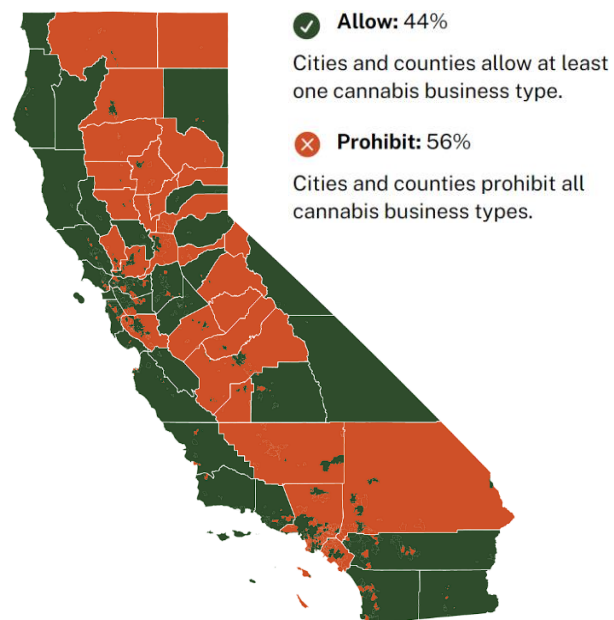 Allow: 44%
Cities and counties allow at least
one cannabis business type.
Prohibit: 56%
Cities and counties prohibit all
cannabis business types.